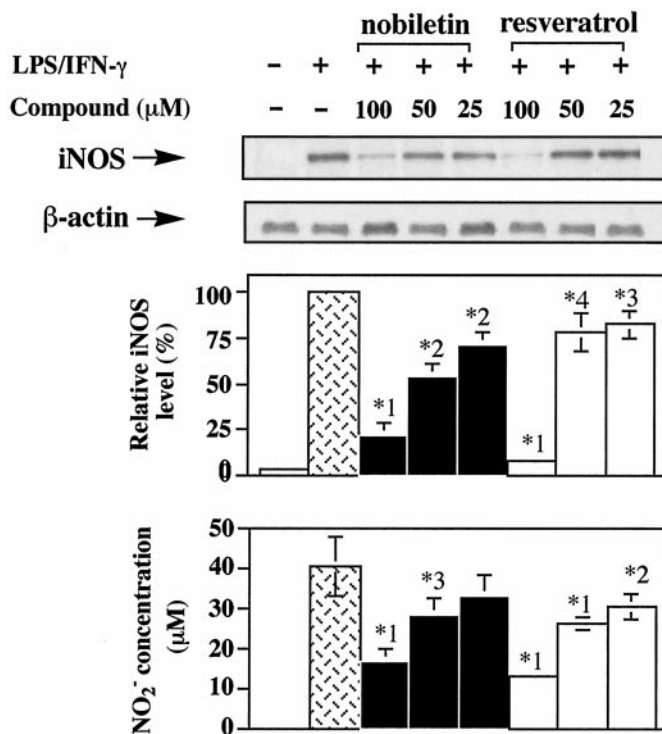 nobiletin resveratrol
LPS/IFN-γ – + + + + + + +
Compound (μM) – – 100 50 25 100 50 25
iNOS
β-actin
Relative iNOS level (%)
100
75
50
25
0
*1 *2 *2 *1 *4 *3
NO₂⁻ concentration (μM)
50
40
30
20
10
0
*1 *3 *1 *1 *2